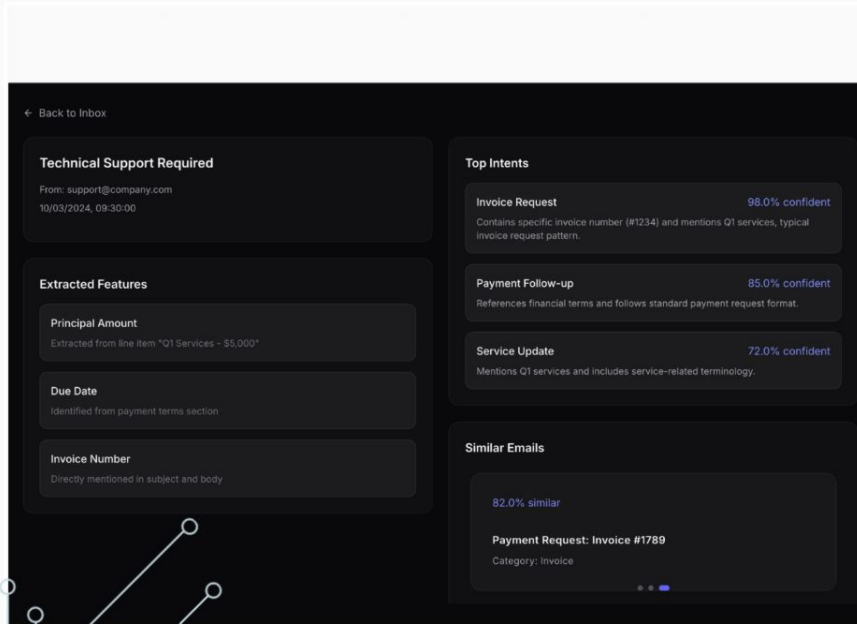 ← Back to Inbox
Technical Support Required
From: support@company.com
10/03/2024, 09:30:00
Extracted Features
Principal Amount
Extracted from line item "Q1 Services - $5,000"
Due Date
Identified from payment terms section
Invoice Number
Directly mentioned in subject and body
Top Intents
Invoice Request 98.0% confident
Contains specific invoice number (#1234) and mentions Q1 services, typical
invoice request pattern.
Payment Follow-up 85.0% confident
References financial terms and follows standard payment request format.
Service Update 72.0% confident
Mentions Q1 services and includes service-related terminology.
Similar Emails
82.0% similar
Payment Request: Invoice #1789
Category: Invoice